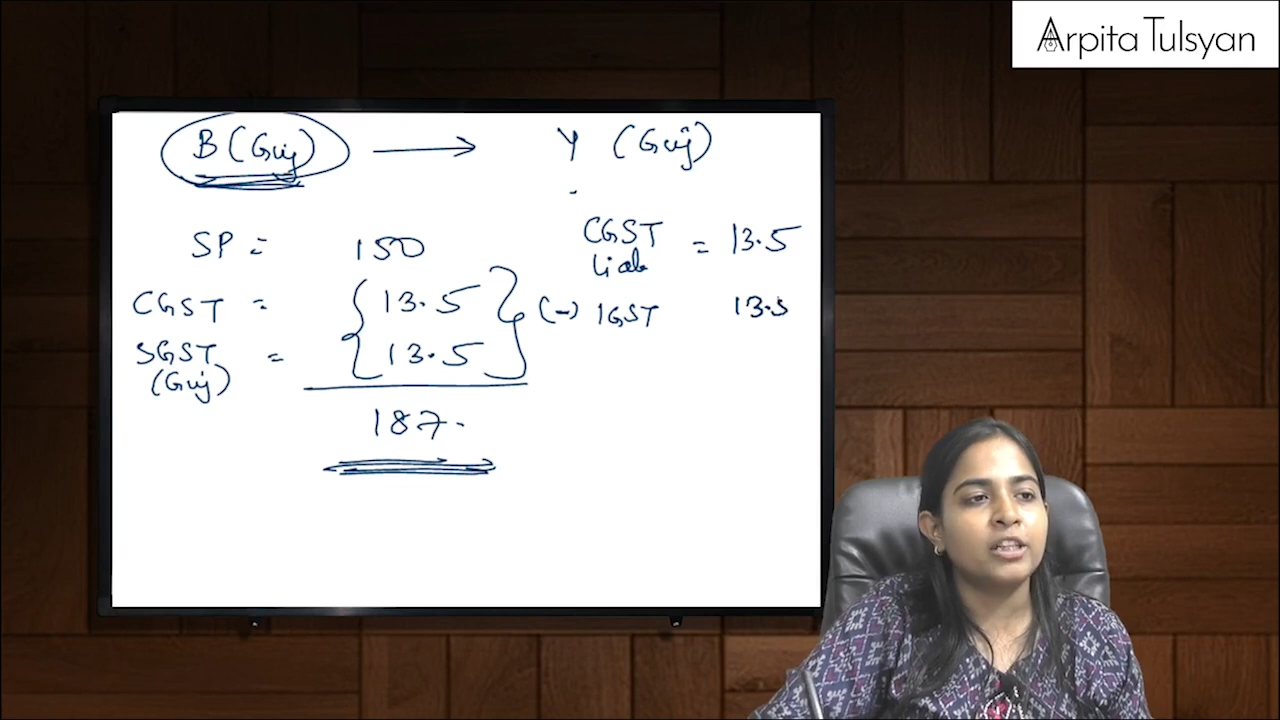 Arpita Tulsyan
B (Guj) → Y (Guj)
SP = 150
CGST = 13.5
SGST = 13.5
(Guj)
187.
CGST = 13.5
Liab
(-) IGST 13.5